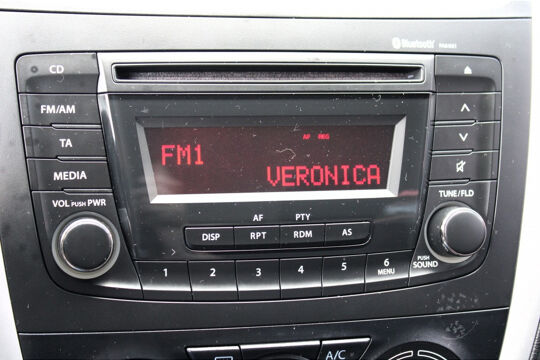 Bluetooth
CD
FM/AM
TA
MEDIA
VOL PUSH PWR
AF REG
FM1
VERONICA
AF PTY
DISP RPT RDM AS
1 2 3 4 5 6
MENU
TUNE/FLD
PUSH
SOUND
A/C